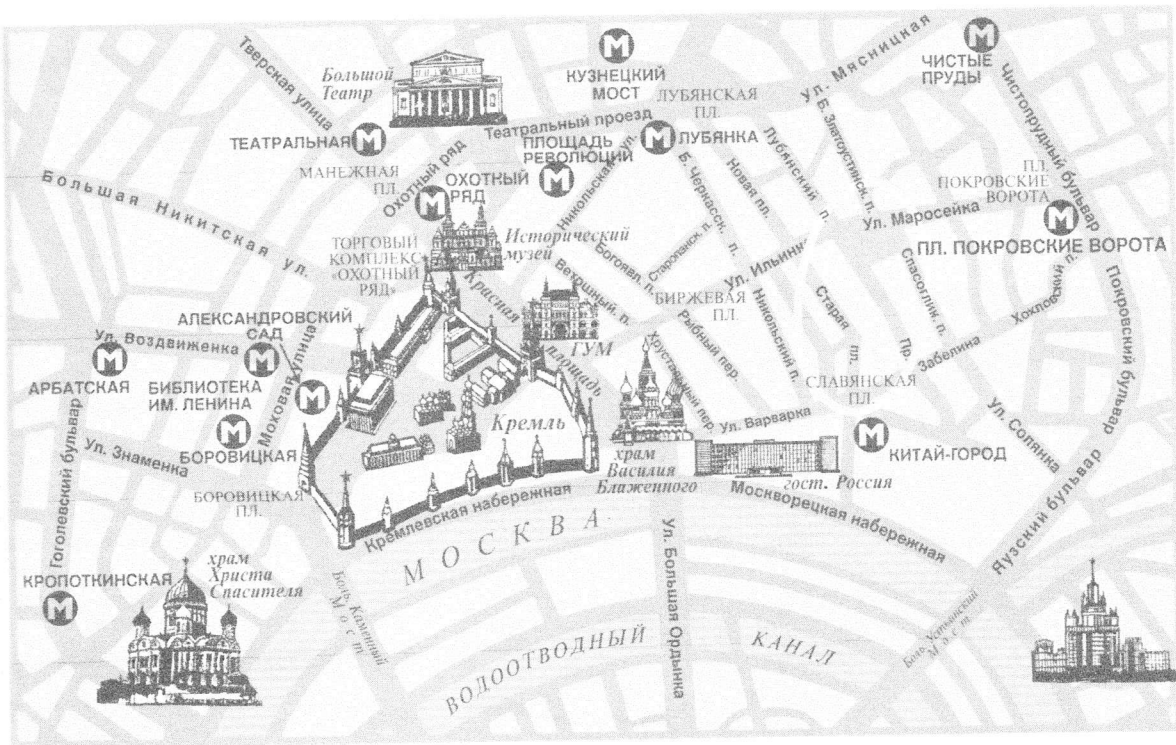 Тверская улица
Большой
Театр
КУЗНЕЦКИЙ
МОСТ
Ул. Мясницкая
ЧИСТЫЕ
ПРУДЫ
Чистопрудный бульвар
ЛУБЯНСКАЯ
ПЛ.
Театральный проезд
ТЕАТРАЛЬНАЯ
ПЛОЩАДЬ
РЕВОЛЮЦИИ
ЛУБЯНКА
Б. Златоустинск. п.
Лубянский п.
Новая пл.
Б. Черкасск. п.
Никольская ул.
МАНЕЖНАЯ
ПЛ.
Охотный ряд
ОХОТНЫЙ
РЯД
ПЛ.
ПОКРОВСКИЕ
ВОРОТА
Большая Никитская ул.
Ул. Маросейка
ПЛ. ПОКРОВСКИЕ ВОРОТА
ТОРГОВЫЙ
КОМПЛЕКС
«ОХОТНЫЙ
РЯД»
Исторический
музей
Богоявл. п.
Старопанск. п.
Ул. Ильинк
Ветошный п.
БИРЖЕВАЯ
ПЛ.
Никольский п.
Старая пл.
Спасоглин. п.
Хохловский п.
Покровский бульвар
Красная площадь
ГУМ
Рыбный пер.
Хрустальный пер.
АЛЕКСАНДРОВСКИЙ
САД
Ул. Воздвиженка
АРБАТСКАЯ
БИБЛИОТЕКА
ИМ. ЛЕНИНА
Моховая улица
Пр.
Забелина
СЛАВЯНСКАЯ
ПЛ.
Ул. Варварка
Ул. Солянка
Кремль
Гоголевский бульвар
Ул. Знаменка
БОРОВИЦКАЯ
КИТАЙ-ГОРОД
храм
Василия
Блаженного
гост. Россия
БОРОВИЦКАЯ
ПЛ.
Кремлевская набережная
Москворецкая набережная
Яузский бульвар
МОСКВА
КРОПОТКИНСКАЯ
храм
Христа
Спасителя
Боль. Каменный
Мост
Ул. Большая Ордынка
ВОДООТВОДНЫЙ
КАНАЛ
Боль. Устьинский
Мост